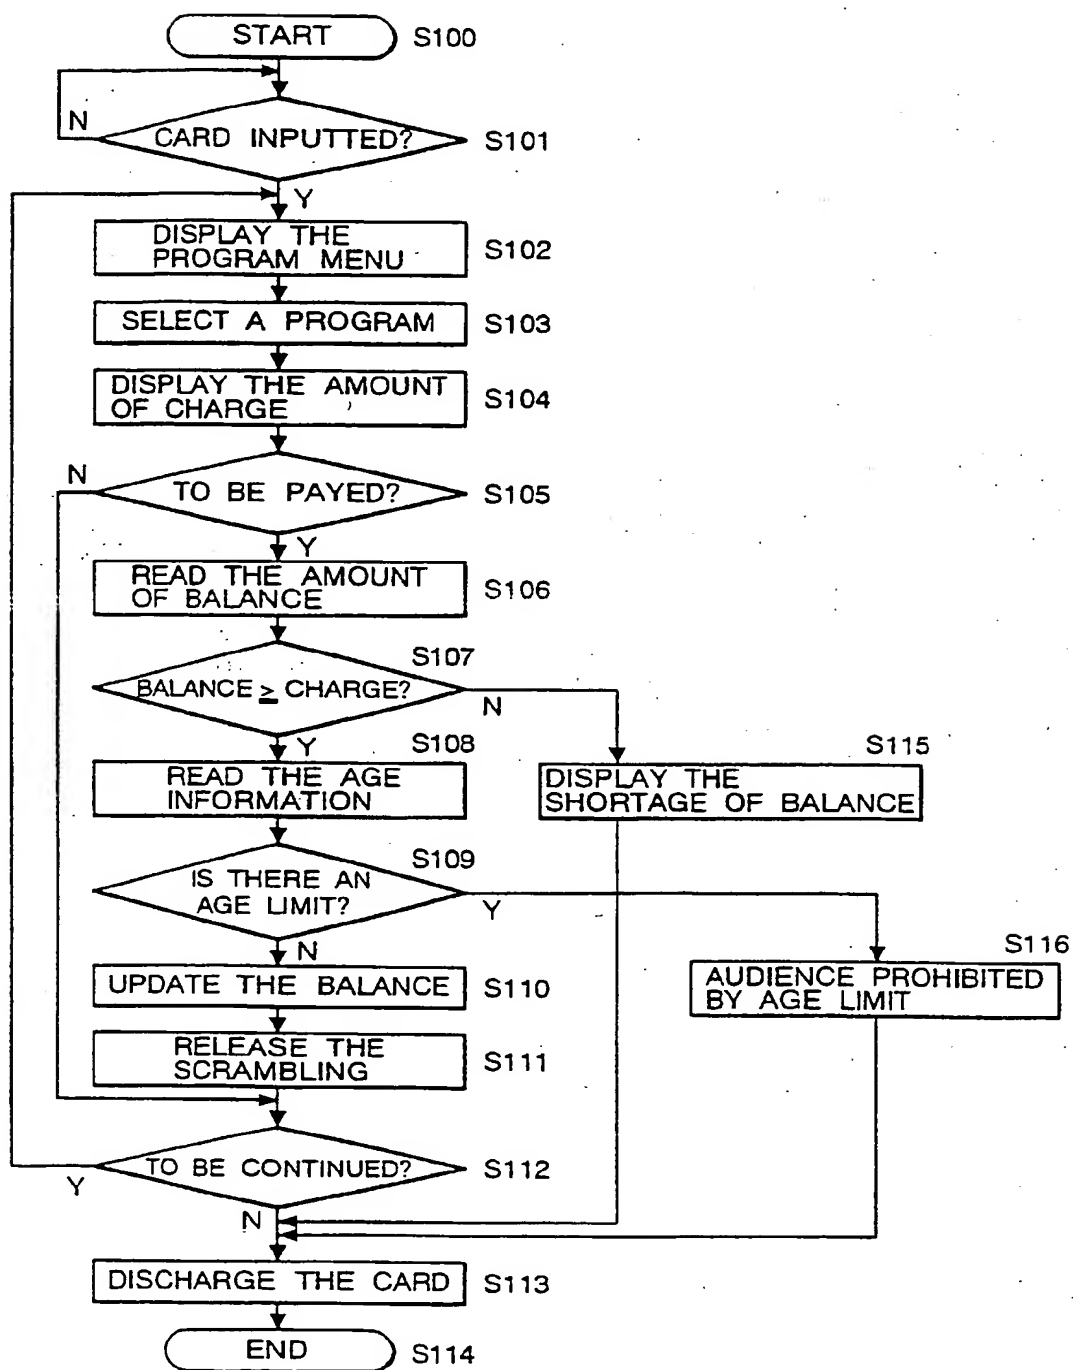 START S100
N
CARD INPUTTED? S101
Y
DISPLAY THE
PROGRAM MENU S102
SELECT A PROGRAM S103
DISPLAY THE AMOUNT
OF CHARGE S104
N
TO BE PAYED? S105
Y
READ THE AMOUNT
OF BALANCE S106
S107
BALANCE ≥ CHARGE?
N
Y
S108
READ THE AGE
INFORMATION
S115
DISPLAY THE
SHORTAGE OF BALANCE
S109
IS THERE AN
AGE LIMIT?
Y
N
S116
AUDIENCE PROHIBITED
BY AGE LIMIT
UPDATE THE BALANCE S110
RELEASE THE
SCRAMBLING S111
TO BE CONTINUED? S112
Y
N
DISCHARGE THE CARD S113
END S114